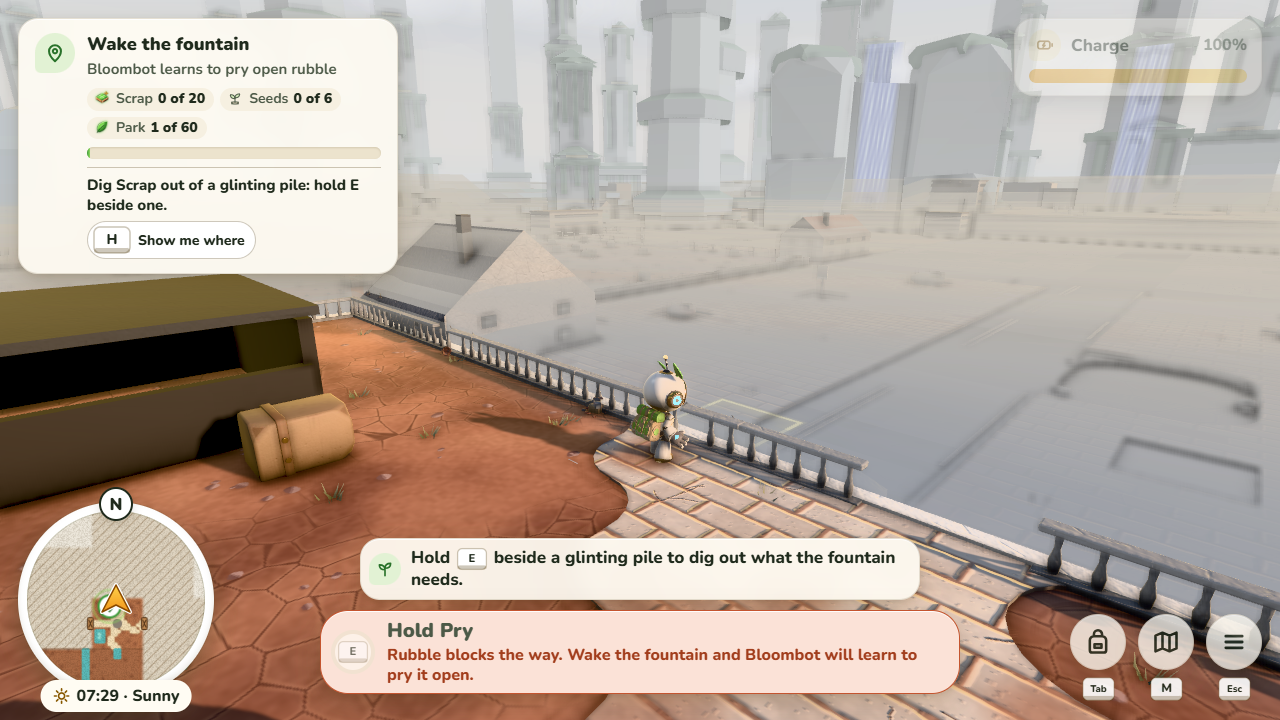 Wake the fountain
Bloombot learns to pry open rubble
Scrap 0 of 20 Seeds 0 of 6
Park 1 of 60
Dig Scrap out of a glinting pile: hold E
beside one.
H Show me where
Charge 100%
N
07:29 · Sunny
Hold E beside a glinting pile to dig out what the fountain
needs.
E Hold Pry
Rubble blocks the way. Wake the fountain and Bloombot will learn to
pry it open.
Tab M Esc